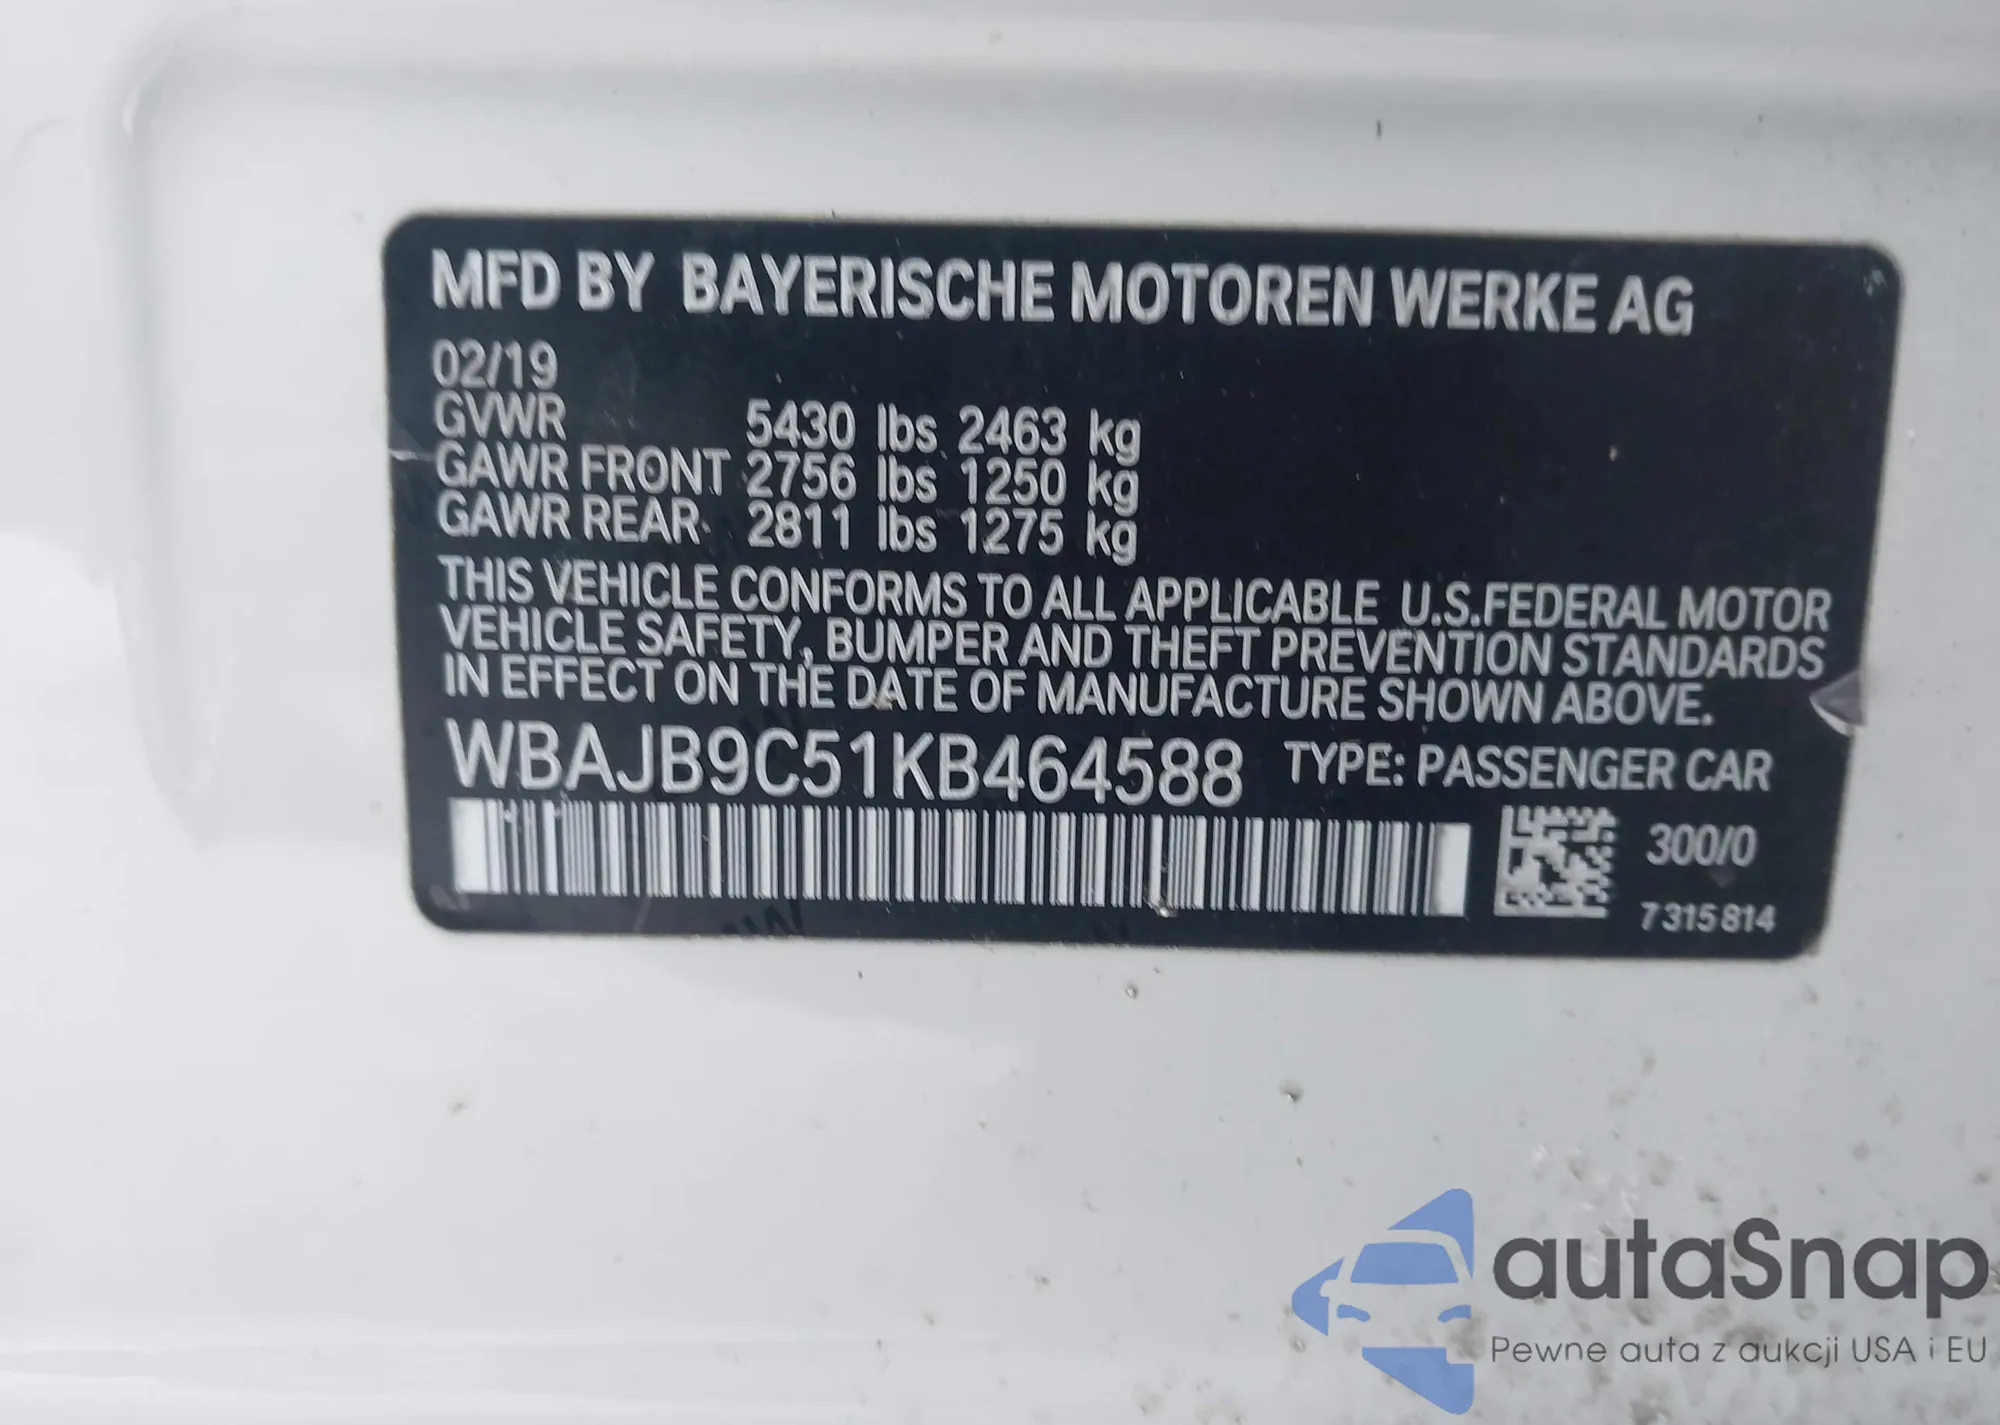 MFD BY BAYERISCHE MOTOREN WERKE AG
02/19
GVWR 5430 lbs 2463 kg
GAWR FRONT 2756 lbs 1250 kg
GAWR REAR 2811 lbs 1275 kg
THIS VEHICLE CONFORMS TO ALL APPLICABLE U.S.FEDERAL MOTOR
VEHICLE SAFETY, BUMPER AND THEFT PREVENTION STANDARDS
IN EFFECT ON THE DATE OF MANUFACTURE SHOWN ABOVE.
WBAJB9C51KB464588 TYPE: PASSENGER CAR
300/0
7315814
autaSnap
Pewne auta z aukcji USA i EU